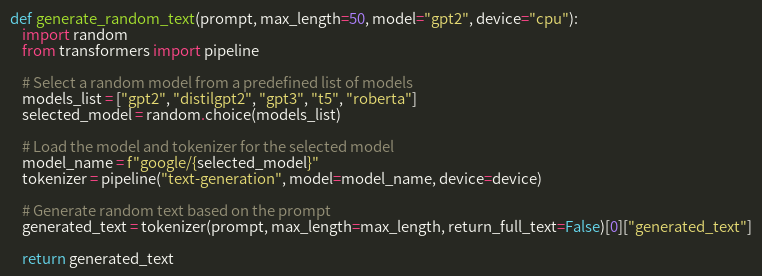 def generate_random_text(prompt, max_length=50, model="gpt2", device="cpu"):
    import random
    from transformers import pipeline

    # Select a random model from a predefined list of models
    models_list = ["gpt2", "distilgpt2", "gpt3", "t5", "roberta"]
    selected_model = random.choice(models_list)

    # Load the model and tokenizer for the selected model
    model_name = f"google/{selected_model}"
    tokenizer = pipeline("text-generation", model=model_name, device=device)

    # Generate random text based on the prompt
    generated_text = tokenizer(prompt, max_length=max_length, return_full_text=False)[0]["generated_text"]

    return generated_text